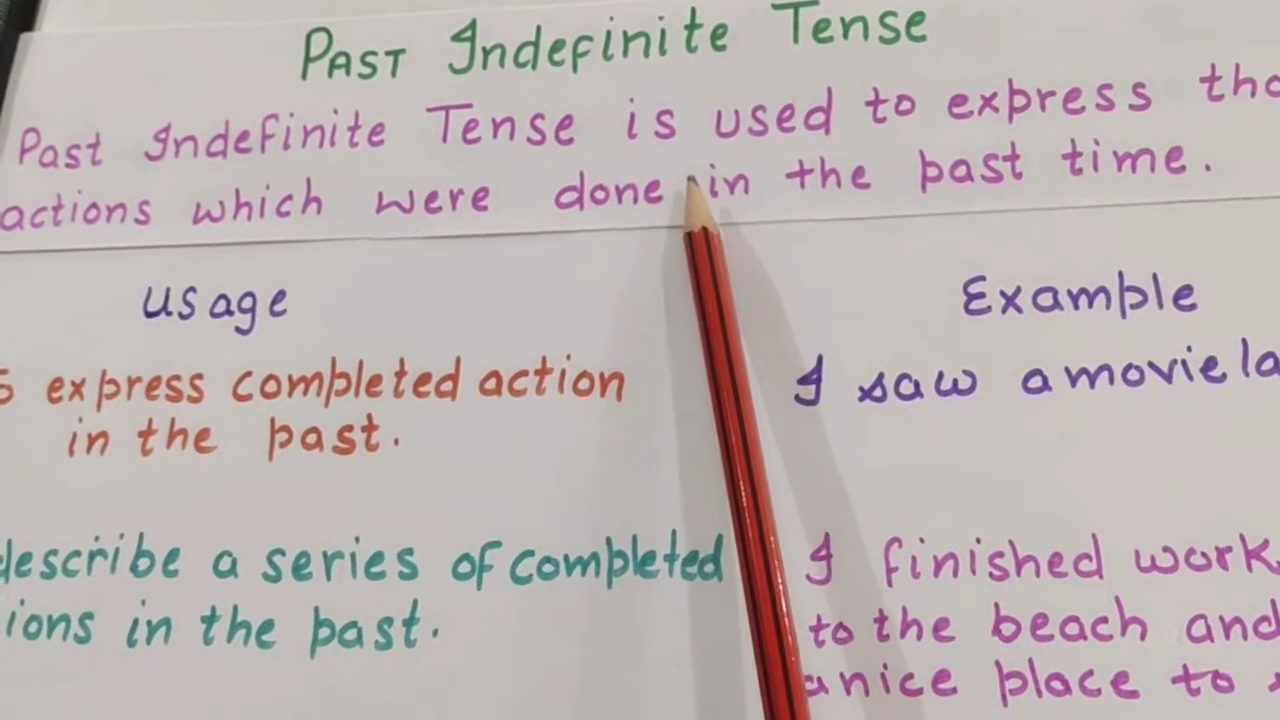 Past Indefinite Tense
Past Indefinite Tense is used to express
actions which were done in the past time.
Usage
Example
express completed action
in the past.
I saw a movie
describe a series of completed
in the past.
I finished work
to the beach and
a nice place to